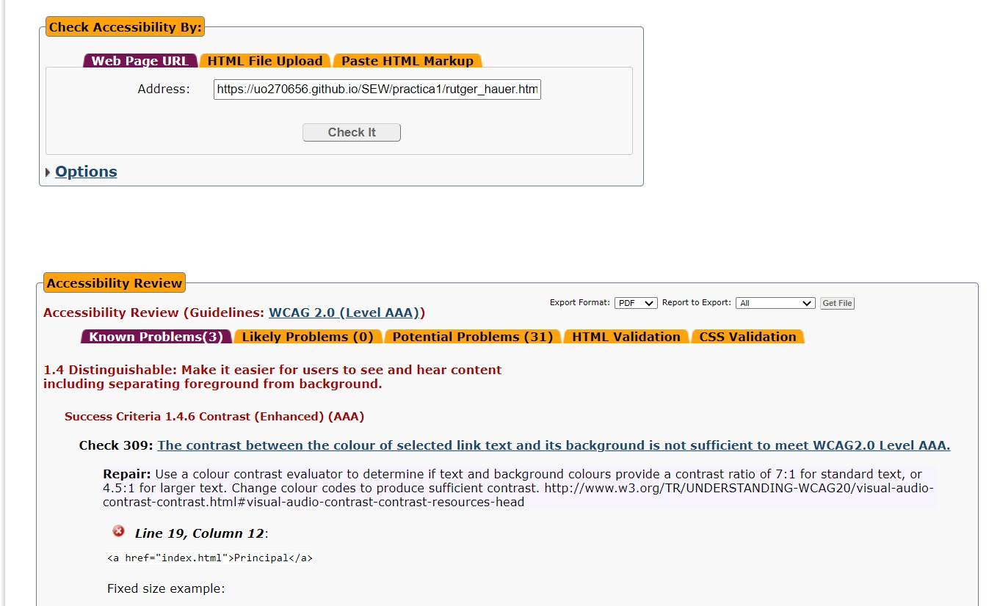 Check Accessibility By:
Web Page URL HTML File Upload Paste HTML Markup
Address: https://uo270656.github.io/SEW/practica1/rutger_hauer.htm
Check It
Options
Accessibility Review
Export Format: PDF Report to Export: All Get File
Accessibility Review (Guidelines: WCAG 2.0 (Level AAA))
Known Problems(3) Likely Problems (0) Potential Problems (31) HTML Validation CSS Validation
1.4 Distinguishable: Make it easier for users to see and hear content
including separating foreground from background.
Success Criteria 1.4.6 Contrast (Enhanced) (AAA)
Check 309: The contrast between the colour of selected link text and its background is not sufficient to meet WCAG2.0 Level AAA.
Repair: Use a colour contrast evaluator to determine if text and background colours provide a contrast ratio of 7:1 for standard text, or
4.5:1 for larger text. Change colour codes to produce sufficient contrast. http://www.w3.org/TR/UNDERSTANDING-WCAG20/visual-audio-
contrast-contrast.html#visual-audio-contrast-contrast-resources-head
Line 19, Column 12:
<a href="index.html">Principal</a>
Fixed size example: